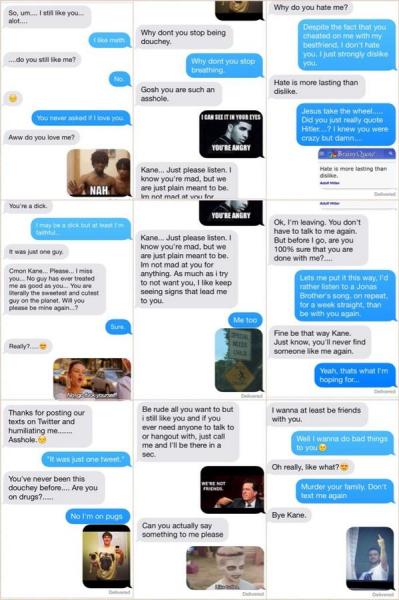 So, um.... I still like you...
alot....
I like meth.
....do you still like me?
No.
You never asked if I love you.
Aww do you love me?
NAH
Why dont you stop being
douchey.
Why dont you stop
breathing.
Gosh you are such an
asshole.
I CAN SEE IT IN YOUR EYES
YOU'RE ANGRY
Kane... Just please listen. I
know you're mad, but we
are just plain meant to be.
Im not mad at you for
Why do you hate me?
Despite the fact that you
cheated on me with my
bestfriend, I don't hate
you. I just strongly dislike
you.
Hate is more lasting than
dislike.
Jesus take the wheel.....
Did you just really quote
Hitler....? I knew you were
crazy but damn....
BrainyQuote
Hate is more lasting than
dislike.
Adolf Hitler
Delivered
You're a dick.
I may be a dick but at least I'm
faithful...
It was just one guy.
Cmon Kane... Please... I miss
you... No guy has ever treated
me as good as you... You are
literally the sweetest and cutest
guy on the planet. Will you
please be mine again...?
Sure.
Really?.....
No go fuck yourself
YOU'RE ANGRY
Kane... Just please listen. I
know you're mad, but we
are just plain meant to be.
Im not mad at you for
anything. As much as i try
to not want you, I like keep
seeing signs that lead me
to you.
Me too
SPECIAL
NEEDS
CHILD
Delivered
Ok, I'm leaving. You don't
have to talk to me again.
But before I go, are you
100% sure that you are
done with me?....
Lets me put it this way, I'd
rather listen to a Jonas
Brother's song, on repeat,
for a week straight, than
be with you again.
Fine be that way Kane.
Just know, you'll never find
someone like me again.
Yeah, thats what I'm
hoping for...
Delivered
Thanks for posting our
texts on Twitter and
humiliating me.......
Asshole.
"It was just one tweet."
You've never been this
douchey before.... Are you
on drugs?.....
No I'm on pugs
Delivered
Be rude all you want to but
i still like you and if you
ever need anyone to talk to
or hangout with, just call
me and I'll be there in a
sec.
WE'RE NOT
FRIENDS.
Can you actually say
something to me please
Delivered
I wanna at least be friends
with you.
Well I wanna do bad things
to you
Oh really, like what?
Murder your family. Don't
text me again
Bye Kane.
Delivered